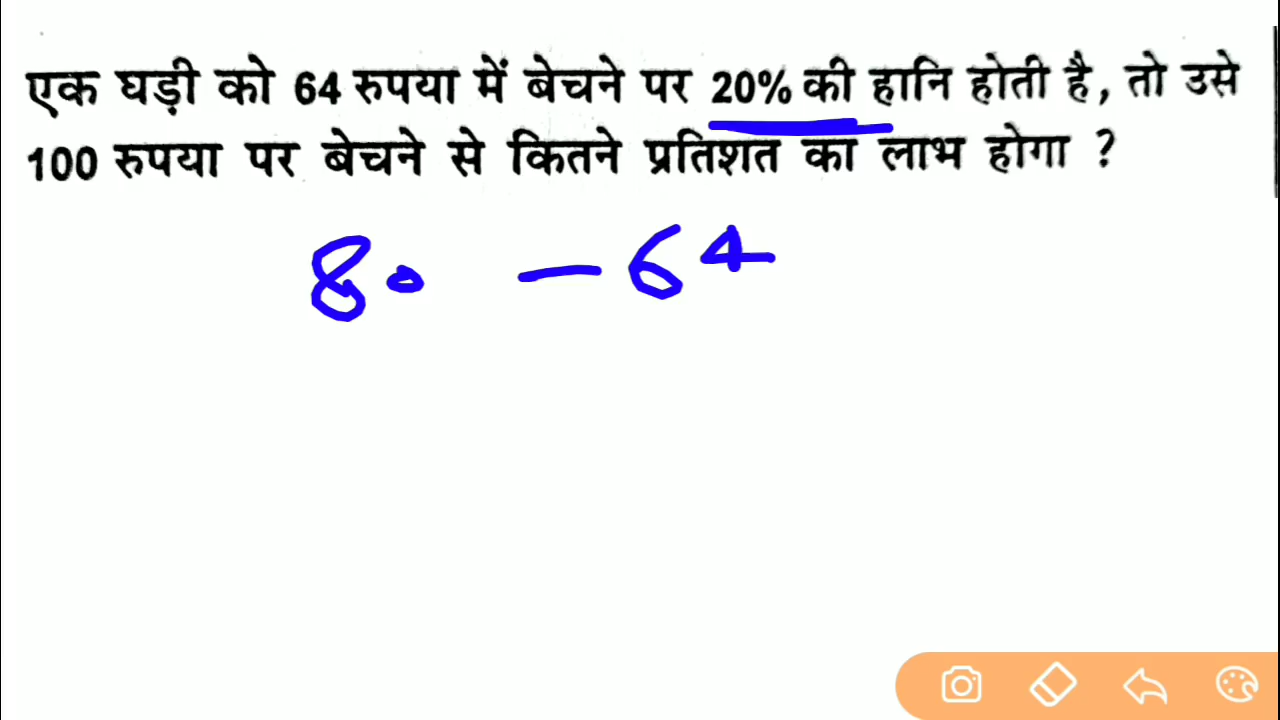 एक घड़ी को 64 रुपया में बेचने पर 20% की हानि होती है, तो उसे
100 रुपया पर बेचने से कितने प्रतिशत का लाभ होगा ?
80 - 64